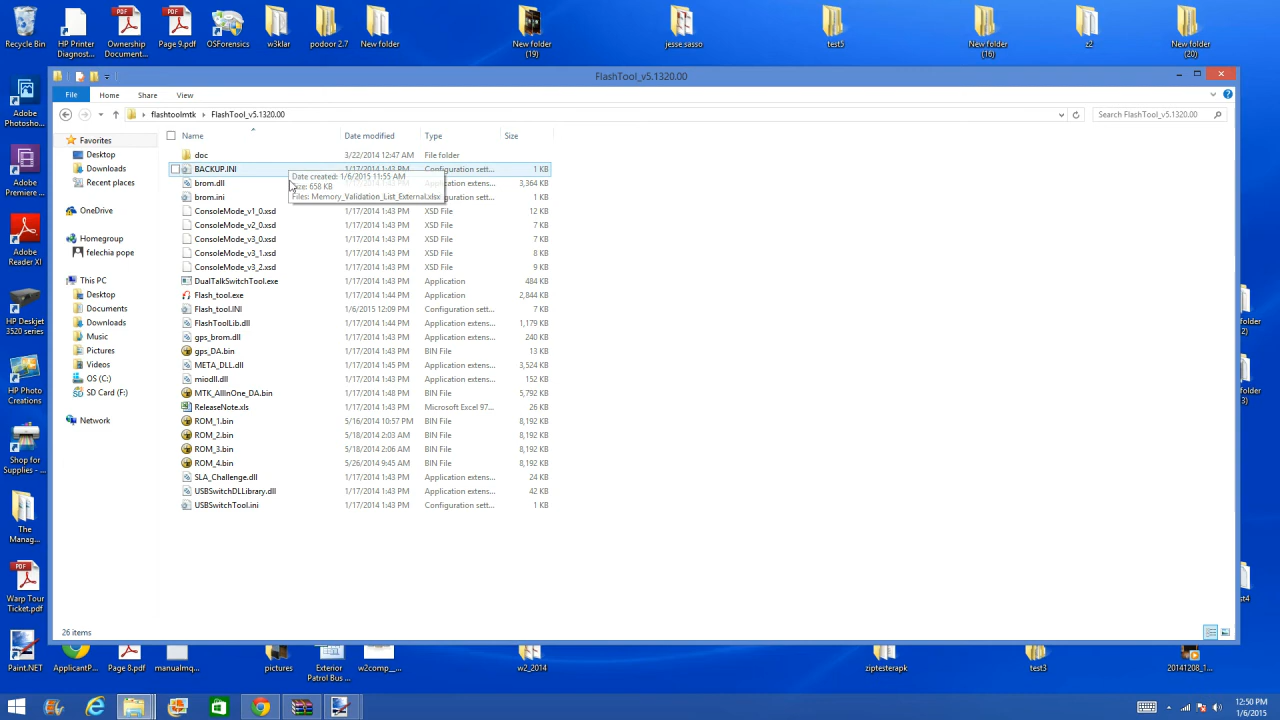 Recycle Bin
HP Printer
Diagnost...
Ownership
Document...
Page 9.pdf
OSForensics
w3klar
podoor 2.7
New folder
New folder
(19)
jesse sasso
test5
New folder
(16)
z2
New folder
(20)
FlashTool_v5.1320.00
File
Home
Share
View
flashtoolmtk
FlashTool_v5.1320.00
Search FlashTool_v5.1320.00
Name
Date modified
Type
Size
doc
3/22/2014 12:47 AM
File folder
BACKUP.INI
1/17/2014 1:43 PM
Configuration sett...
1 KB
Date created: 1/6/2015 11:55 AM
Size: 658 KB
Files: Memory_Validation_List_External.xlsx
brom.dll
3,364 KB
brom.ini
1 KB
ConsoleMode_v1_0.xsd
1/17/2014 1:43 PM
XSD File
12 KB
ConsoleMode_v2_0.xsd
1/17/2014 1:43 PM
XSD File
7 KB
ConsoleMode_v3_0.xsd
1/17/2014 1:43 PM
XSD File
7 KB
ConsoleMode_v3_1.xsd
1/17/2014 1:43 PM
XSD File
8 KB
ConsoleMode_v3_2.xsd
1/17/2014 1:43 PM
XSD File
9 KB
DualTalkSwitchTool.exe
1/17/2014 1:43 PM
Application
484 KB
Flash_tool.exe
1/17/2014 1:44 PM
Application
2,844 KB
Flash_tool.INI
1/6/2015 12:09 PM
Configuration sett...
7 KB
FlashToolLib.dll
1/17/2014 1:44 PM
Application extens...
1,179 KB
gps_brom.dll
1/17/2014 1:43 PM
Application extens...
240 KB
gps_DA.bin
1/17/2014 1:43 PM
BIN File
13 KB
META_DLL.dll
1/17/2014 1:45 PM
Application extens...
3,524 KB
miodll.dll
1/17/2014 1:43 PM
Application extens...
152 KB
MTK_AllInOne_DA.bin
1/17/2014 1:48 PM
BIN File
5,792 KB
ReleaseNote.xls
1/17/2014 1:43 PM
Microsoft Excel 97...
26 KB
ROM_1.bin
5/16/2014 10:57 PM
BIN File
8,192 KB
ROM_2.bin
5/18/2014 2:03 AM
BIN File
8,192 KB
ROM_3.bin
5/18/2014 2:06 AM
BIN File
8,192 KB
ROM_4.bin
5/26/2014 9:45 AM
BIN File
8,192 KB
SLA_Challenge.dll
1/17/2014 1:43 PM
Application extens...
24 KB
USBSwitchDLLibrary.dll
1/17/2014 1:43 PM
Application extens...
42 KB
USBSwitchTool.ini
1/17/2014 1:43 PM
Configuration sett...
1 KB
Favorites
Desktop
Downloads
Recent places
OneDrive
Homegroup
felechia pope
This PC
Desktop
Documents
Downloads
Music
Pictures
Videos
OS (C:)
SD Card (F:)
Network
26 items
Adobe
Photosho...
Adobe
Premiere ...
Adobe
Reader XI
HP Deskjet
3520 series
HP Photo
Creations
Shop for
Supplies - ...
The
Manag...
Warp Tour
Ticket.pdf
Paint.NET
ApplicantP...
Page 8.pdf
manualmq...
pictures
Exterior
Patrol Bus ...
w2comp__...
w2_2014
ziptesterapk
test3
20141208_1...
12:50 PM
1/6/2015